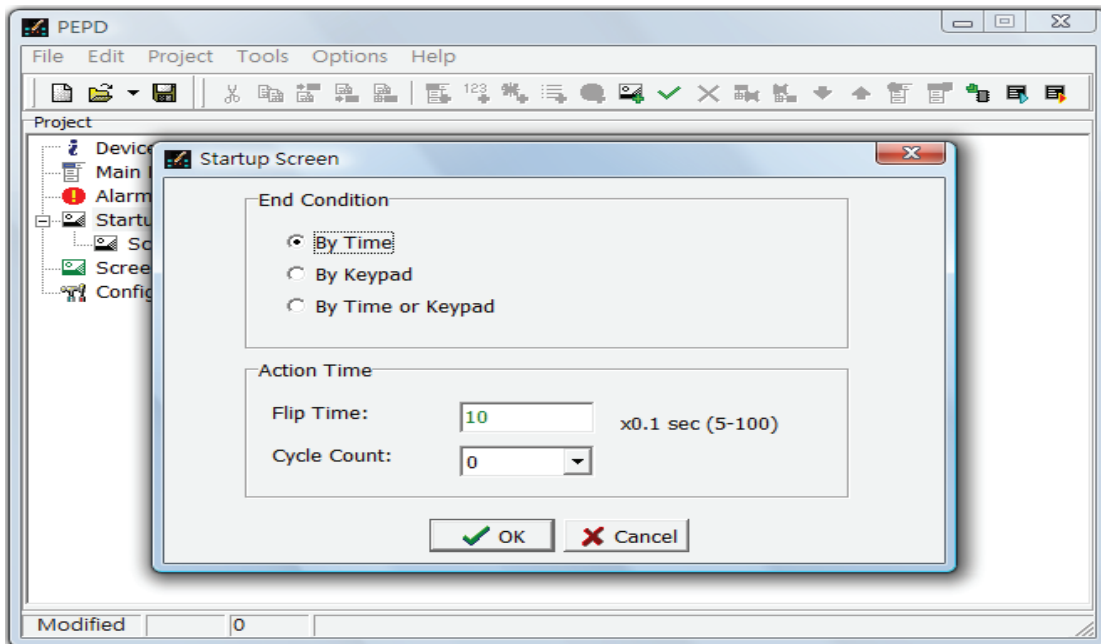 PEPD
File Edit Project Tools Options Help
123
Project
Device
Main
Alarm
Startu
Sc
Scree
Config
Startup Screen
End Condition
By Time
By Keypad
By Time or Keypad
Action Time
Flip Time: 10 x0.1 sec (5-100)
Cycle Count: 0
OK Cancel
Modified 0